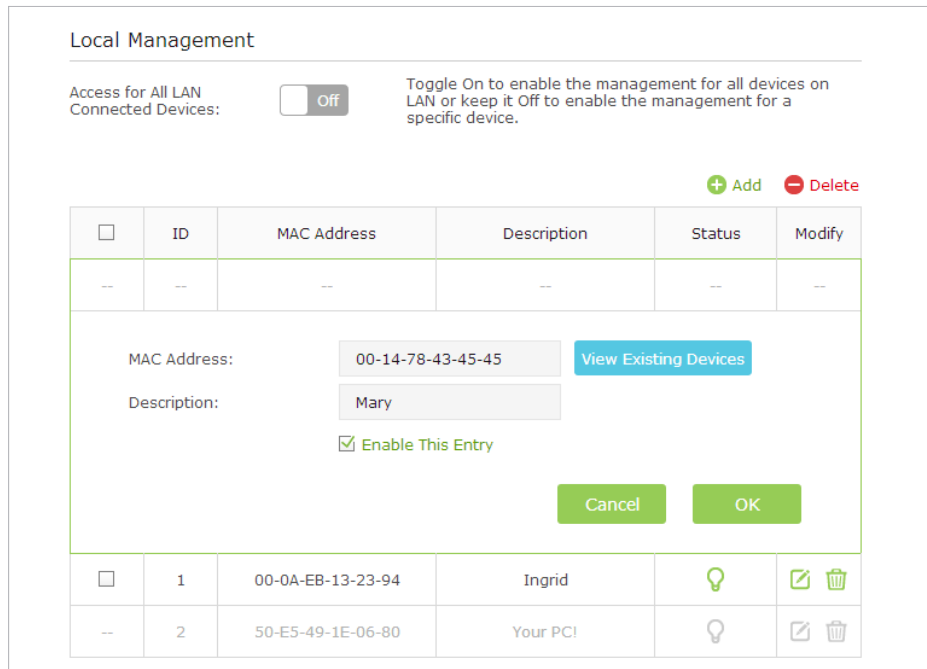 Local Management
Access for All LAN
Connected Devices:
Off
Toggle On to enable the management for all devices on
LAN or keep it Off to enable the management for a
specific device.
Add Delete
ID MAC Address Description Status Modify
-- -- -- -- -- --
MAC Address: 00-14-78-43-45-45 View Existing Devices
Description: Mary
Enable This Entry
Cancel OK
1 00-0A-EB-13-23-94 Ingrid
-- 2 50-E5-49-1E-06-80 Your PC!